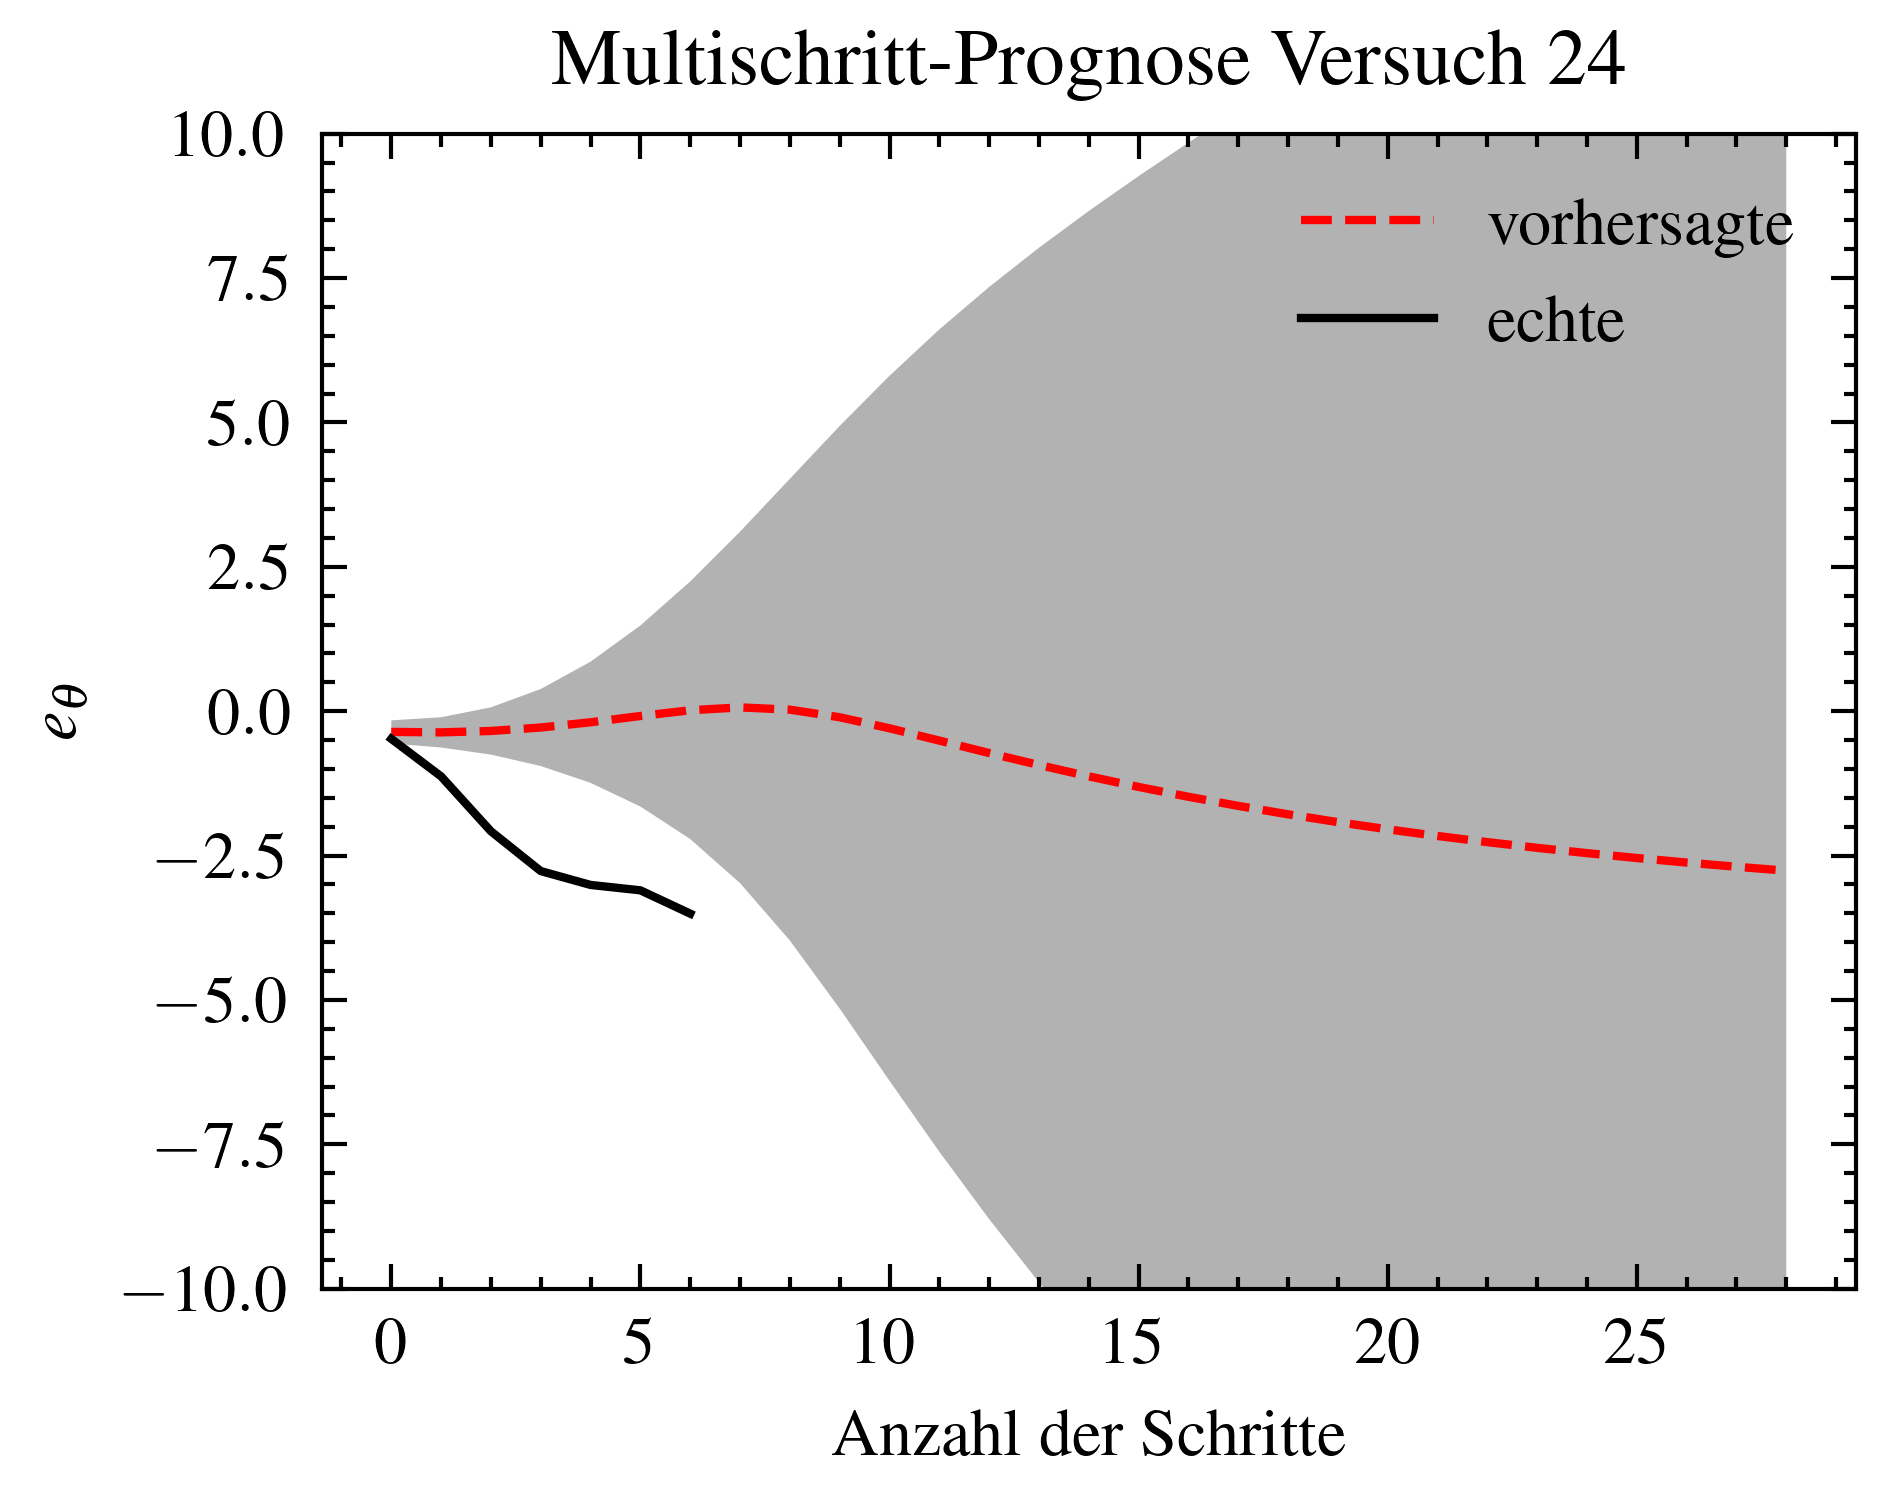 Multischritt-Prognose Versuch 24
10.0
7.5
5.0
2.5
0.0
−2.5
−5.0
−7.5
−10.0
e_θ
vorhersagte
echte
0 5 10 15 20 25
Anzahl der Schritte